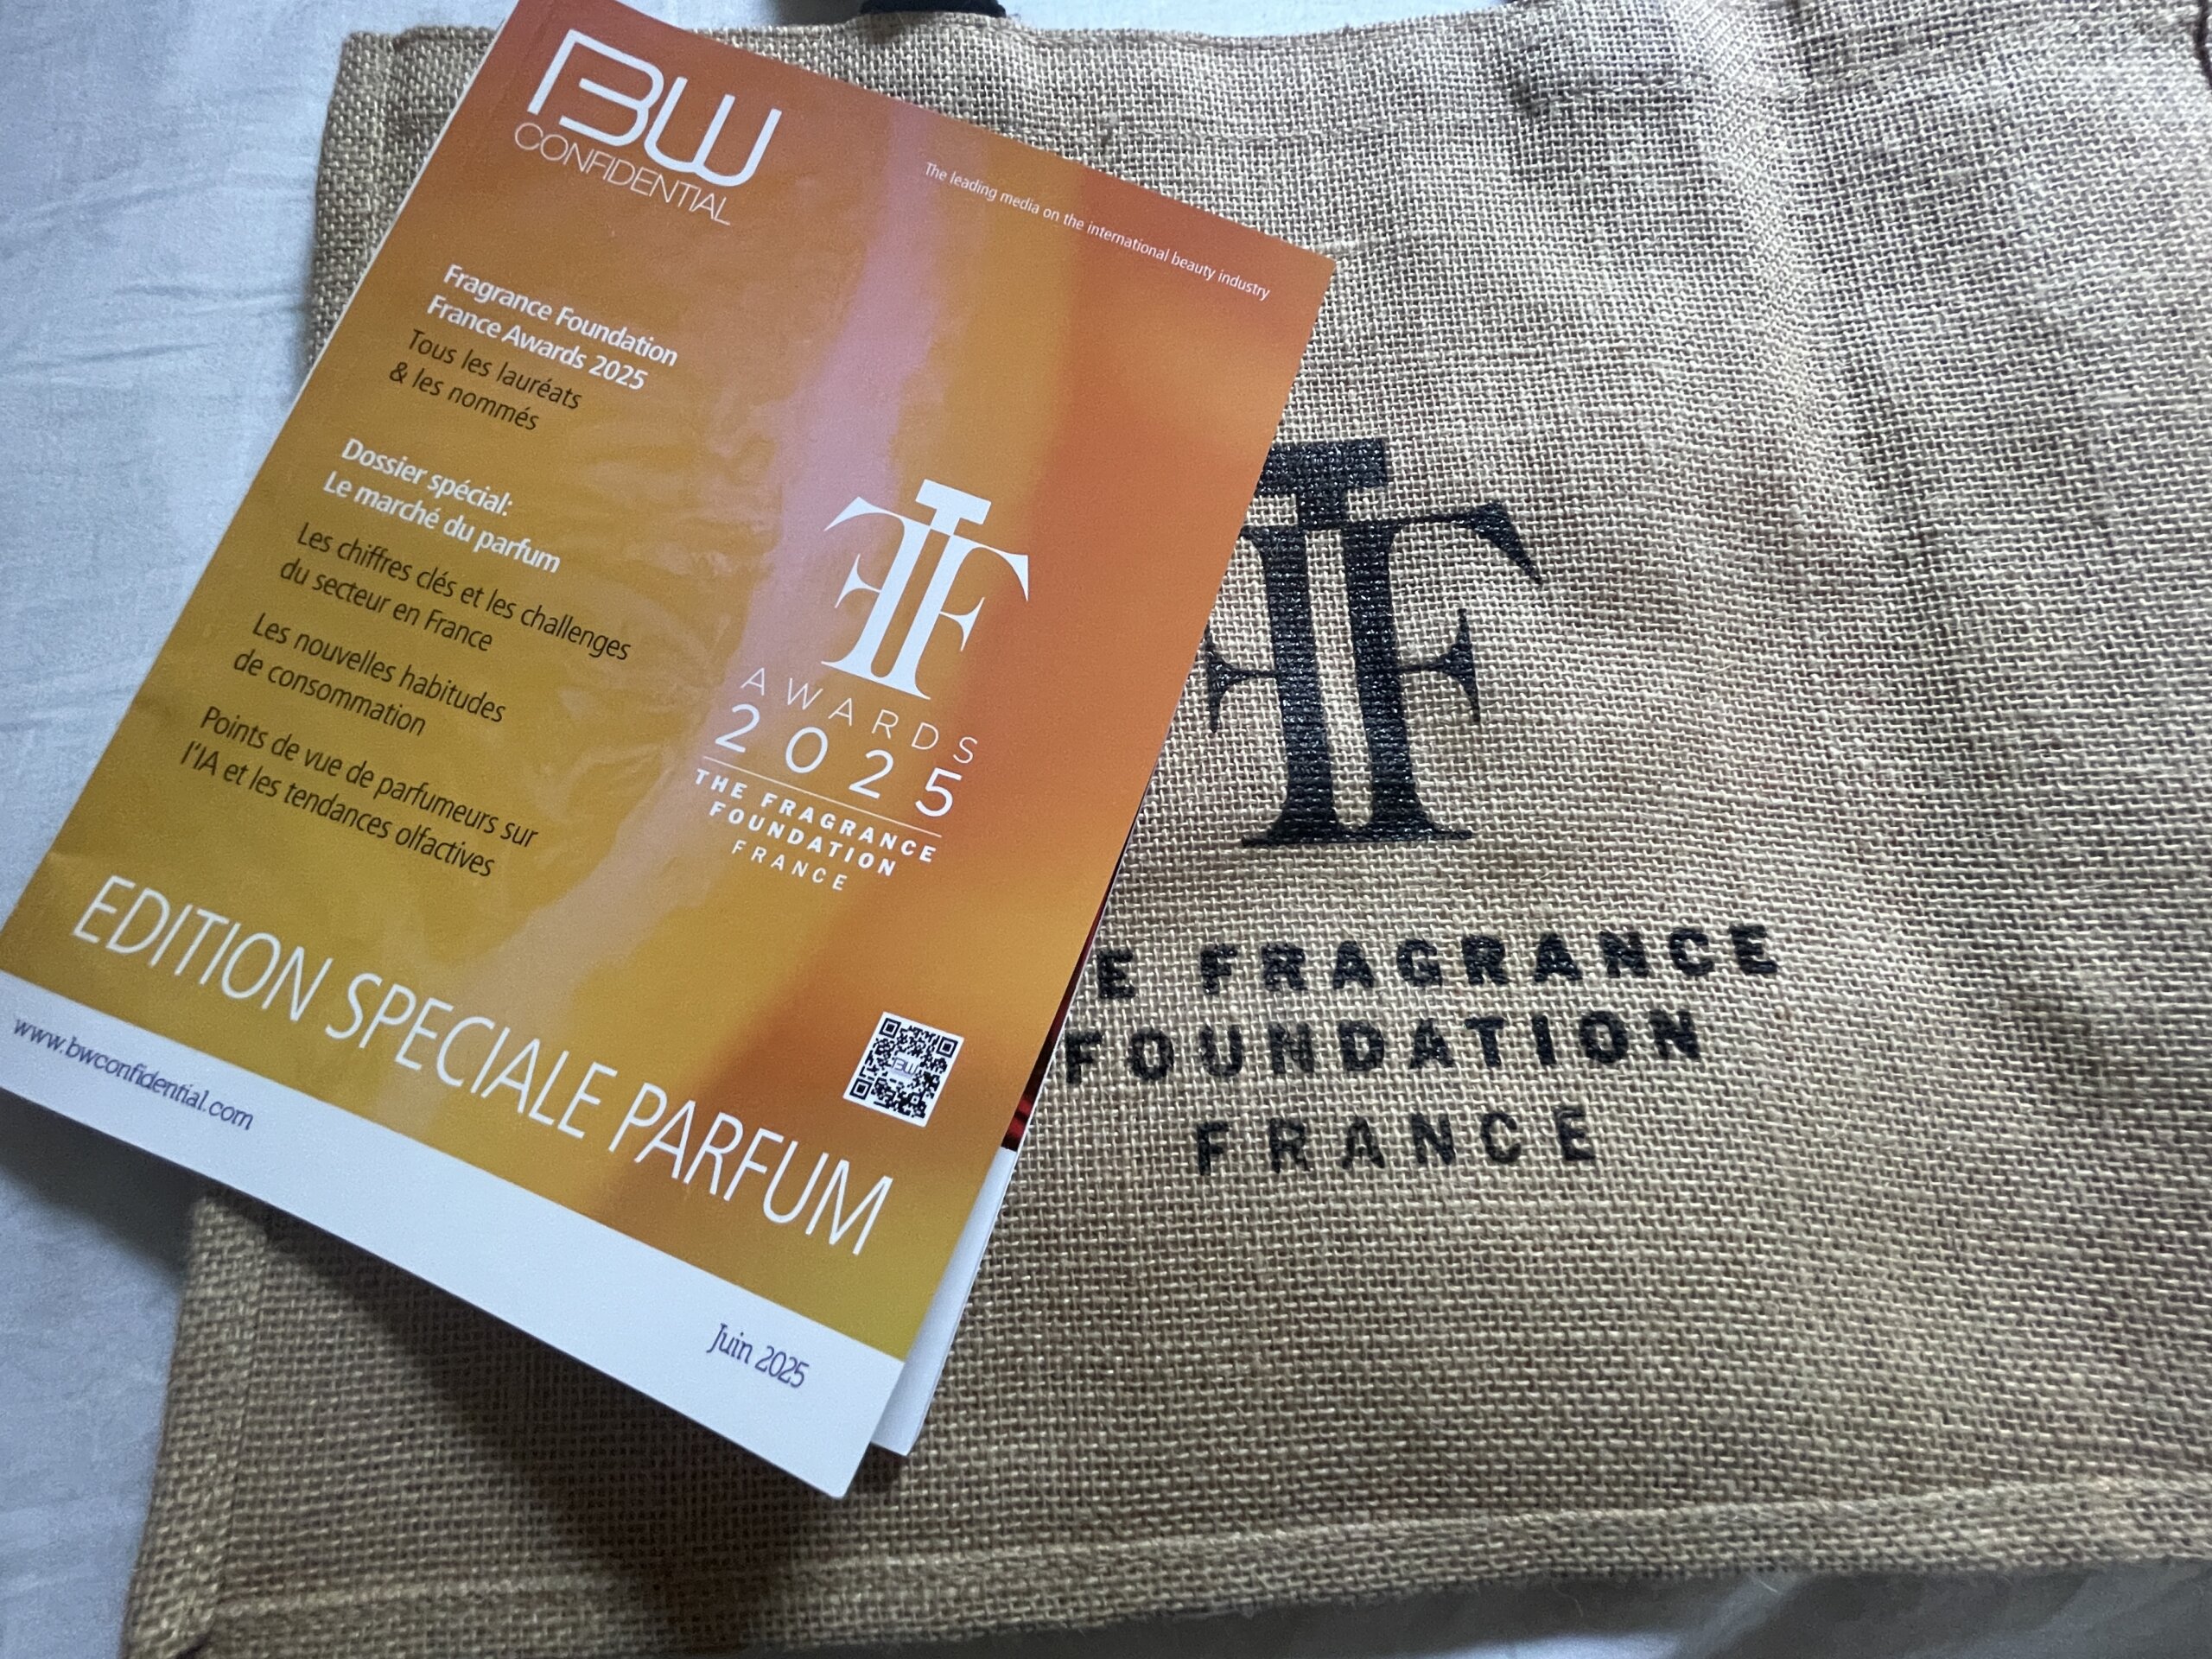 BW
CONFIDENTIAL
The leading media on the international beauty industry
Fragrance Foundation
France Awards 2025
Tous les lauréats
& les nommés
Dossier spécial:
Le marché du parfum
Les chiffres clés et les challenges
du secteur en France
Les nouvelles habitudes
de consommation
Points de vue de parfumeurs sur
l'IA et les tendances olfactives
AWARDS
2025
THE FRAGRANCE
FOUNDATION
FRANCE
EDITION SPECIALE PARFUM
www.bwconfidential.com
Juin 2025
E FRAGRANCE
FOUNDATION
FRANCE